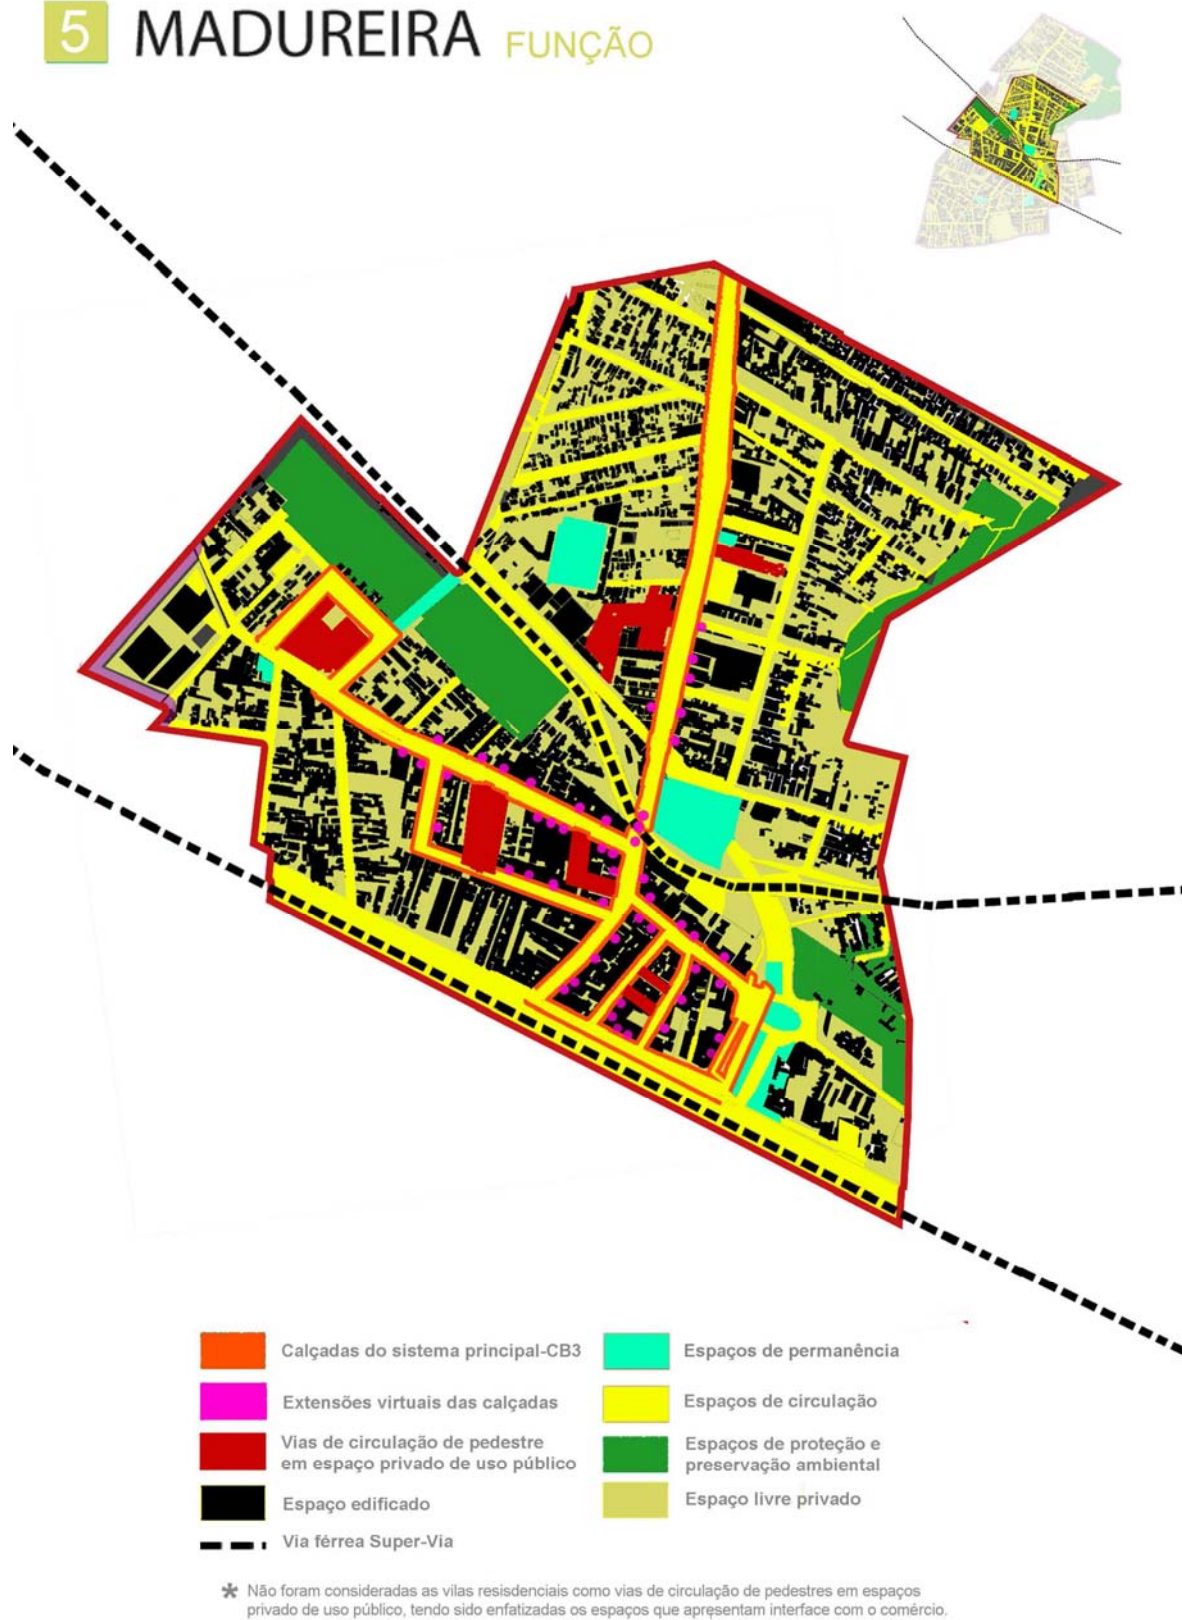 5 MADUREIRA FUNÇÃO
Calçadas do sistema principal-CB3
Extensões virtuais das calçadas
Vias de circulação de pedestre
em espaço privado de uso público
Espaço edificado
Via férrea Super-Via
Espaços de permanência
Espaços de circulação
Espaços de proteção e
preservação ambiental
Espaço livre privado
* Não foram consideradas as vilas resisdenciais como vias de circulação de pedestres em espaços
privado de uso público, tendo sido enfatizadas os espaços que apresentam interface com o comércio.